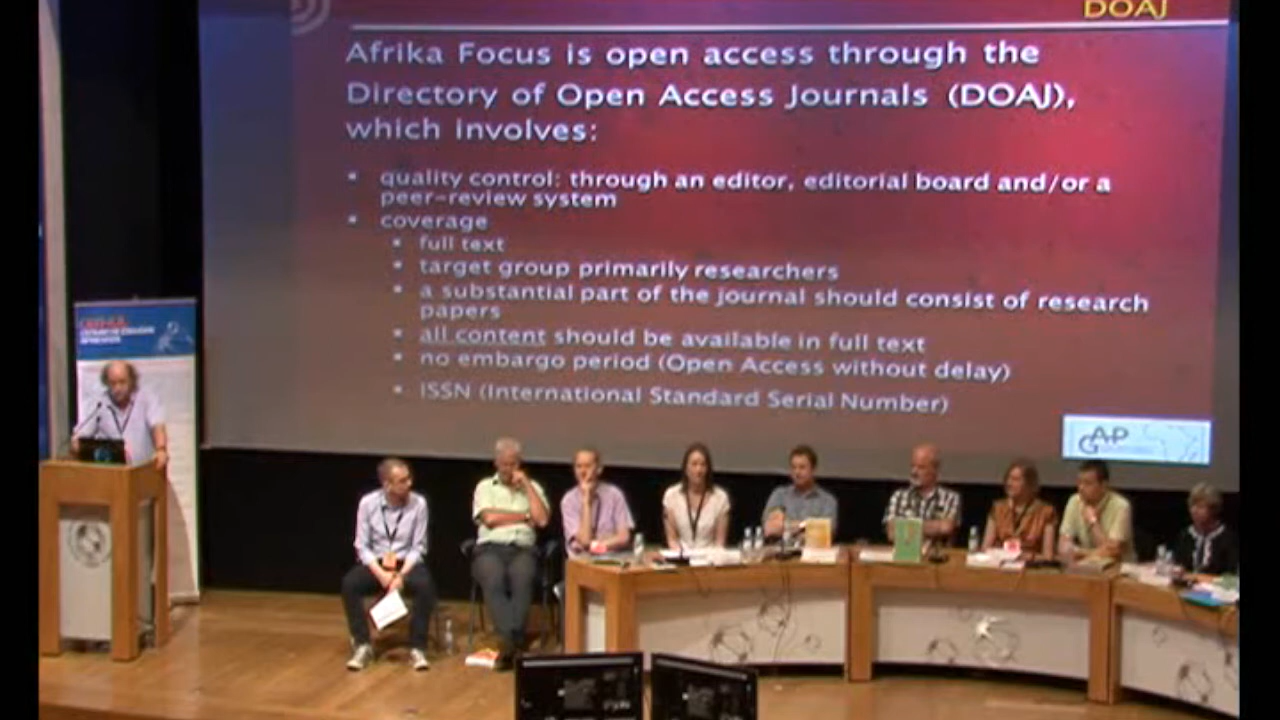 DOAJ
Afrika Focus is open access through the
Directory of Open Access Journals (DOAJ),
which involves:
▪ quality control: through an editor, editorial board and/or a
peer-review system
▪ coverage
▪ full text
▪ target group primarily researchers
▪ a substantial part of the journal should consist of research
papers
▪ all content should be available in full text
▪ no embargo period (Open Access without delay)
▪ ISSN (International Standard Serial Number)
GAP